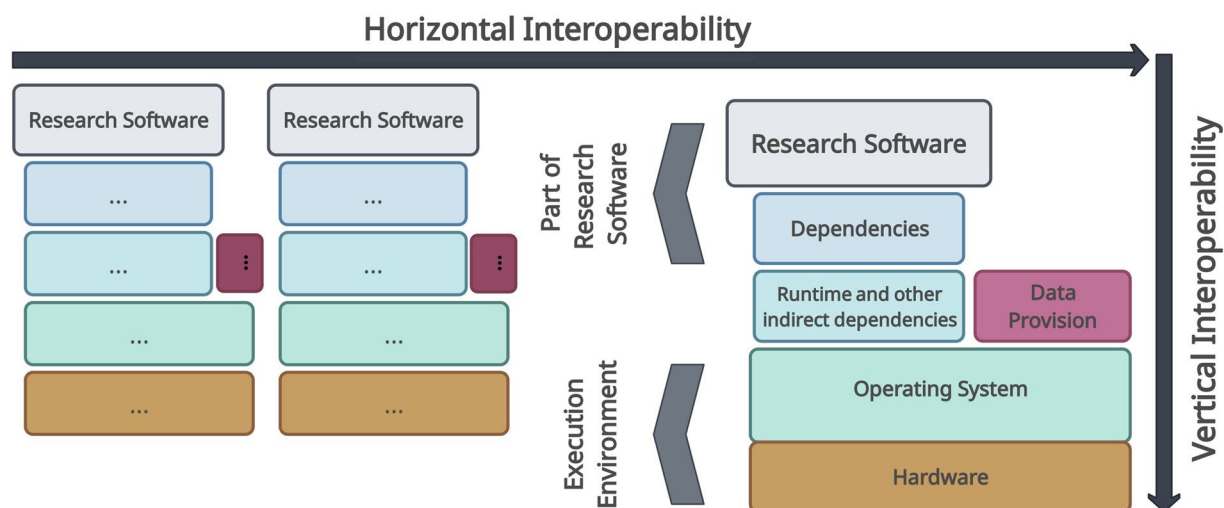 Horizontal Interoperability
Research Software
...
...
...
...
...
Research Software
...
...
...
...
...
Part of
Research
Software
Execution
Environment
Research Software
Dependencies
Runtime and other
indirect dependencies
Data
Provision
Operating System
Hardware
Vertical Interoperability